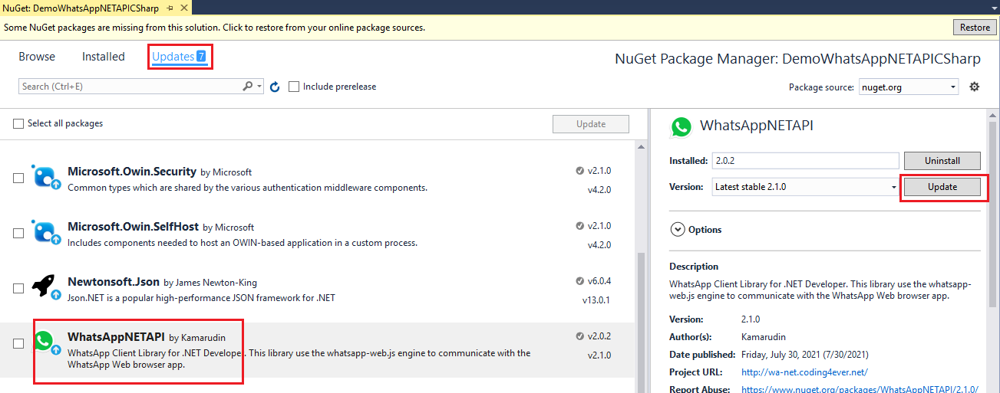 NuGet: DemoWhatsAppNETAPICSharp
Some NuGet packages are missing from this solution. Click to restore from your online package sources.
Restore
Browse
Installed
Updates 7
NuGet Package Manager: DemoWhatsAppNETAPICSharp
Search (Ctrl+E)
Include prerelease
Package source: nuget.org
Select all packages
Update
Microsoft.Owin.Security by Microsoft
v2.1.0
Common types which are shared by the various authentication middleware components.
v4.2.0
Microsoft.Owin.SelfHost by Microsoft
v2.1.0
Includes components needed to host an OWIN-based application in a custom process.
v4.2.0
Newtonsoft.Json by James Newton-King
v6.0.4
Json.NET is a popular high-performance JSON framework for .NET
v13.0.1
WhatsAppNETAPI by Kamarudin
v2.0.2
WhatsApp Client Library for .NET Developer. This library use the whatsapp-web.js engine to communicate with the
WhatsApp Web browser app.
v2.1.0
WhatsAppNETAPI
Installed: 2.0.2
Uninstall
Version: Latest stable 2.1.0
Update
Options
Description
WhatsApp Client Library for .NET Developer. This library use the whatsapp-
web.js engine to communicate with the WhatsApp Web browser app.
Version: 2.1.0
Author(s): Kamarudin
Date published: Friday, July 30, 2021 (7/30/2021)
Project URL: http://wa-net.coding4ever.net/
Report Abuse: https://www.nuget.org/packages/WhatsAppNETAPI/2.1.0/